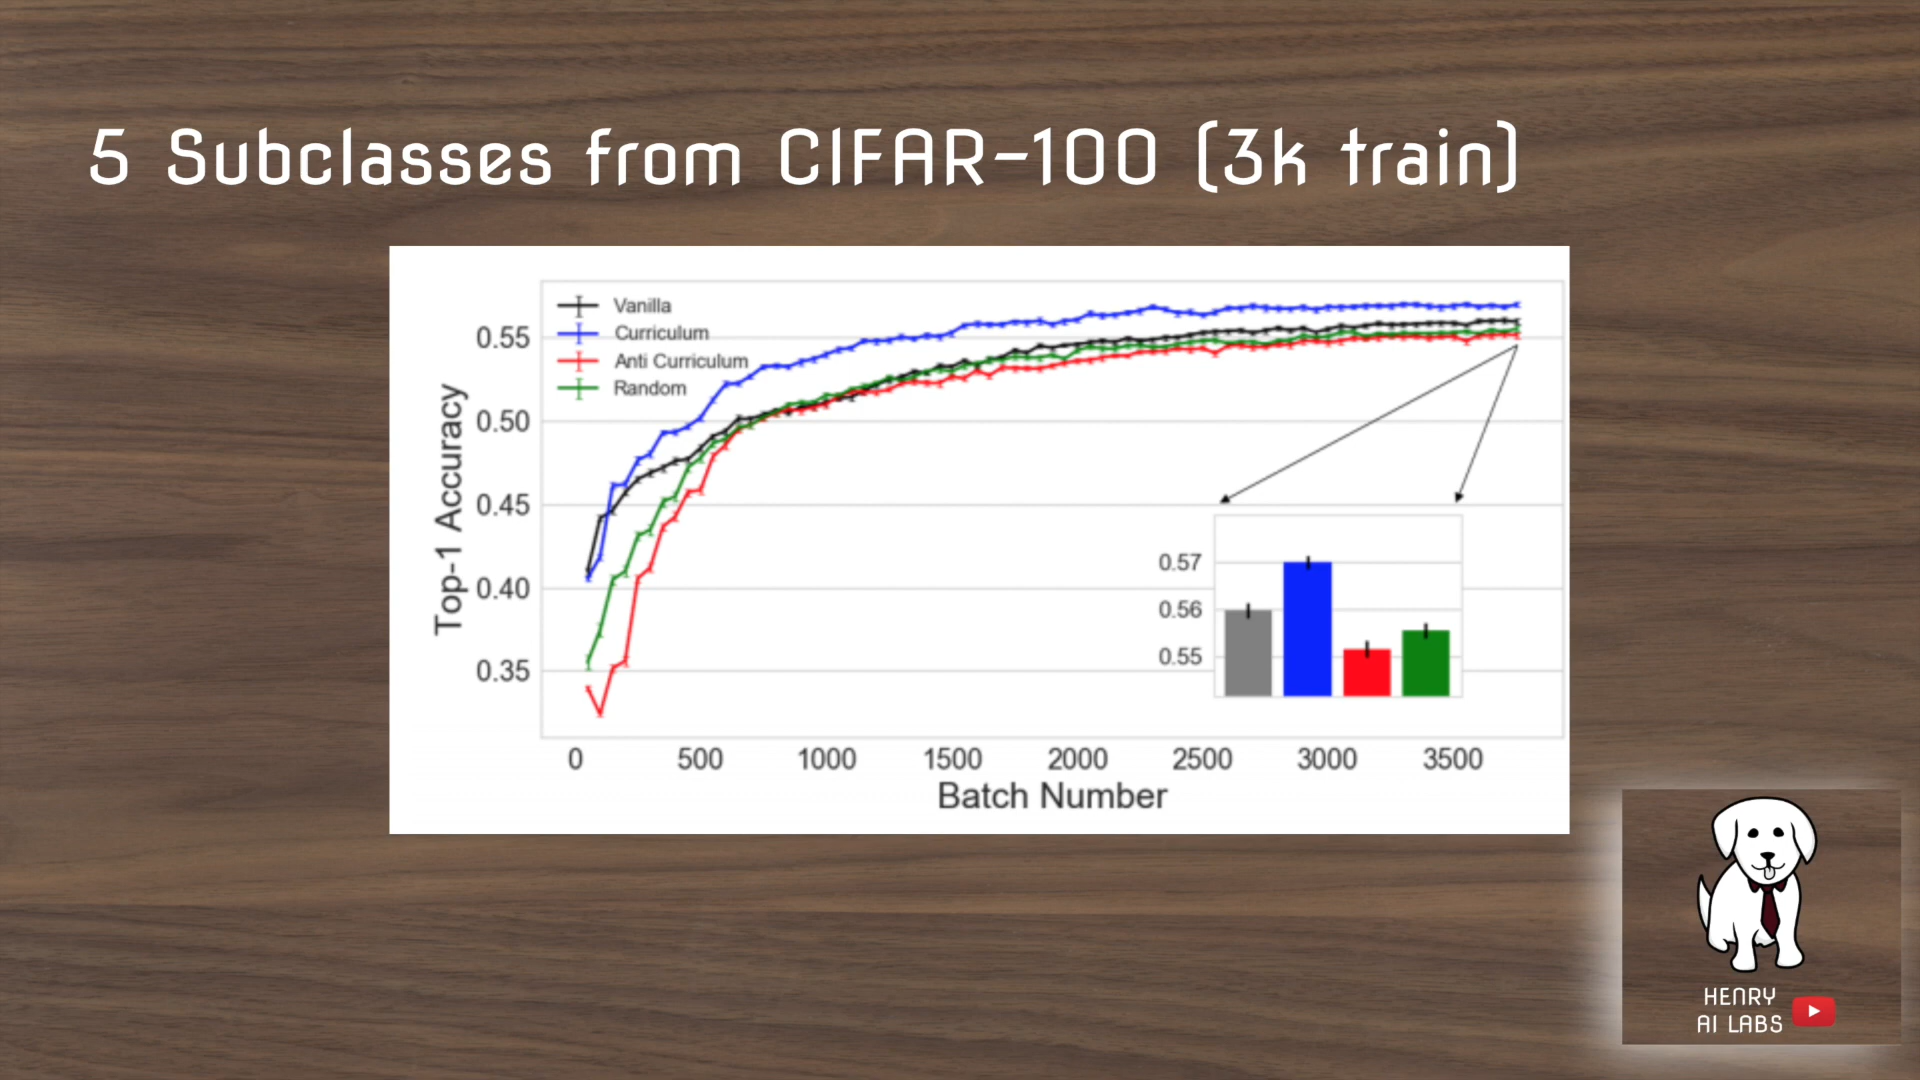 5 Subclasses from CIFAR-100 (3k train)
Vanilla
Curriculum
Anti Curriculum
Random
Top-1 Accuracy
0.55
0.50
0.45
0.40
0.35
0.57
0.56
0.55
0 500 1000 1500 2000 2500 3000 3500
Batch Number
HENRY
AI LABS